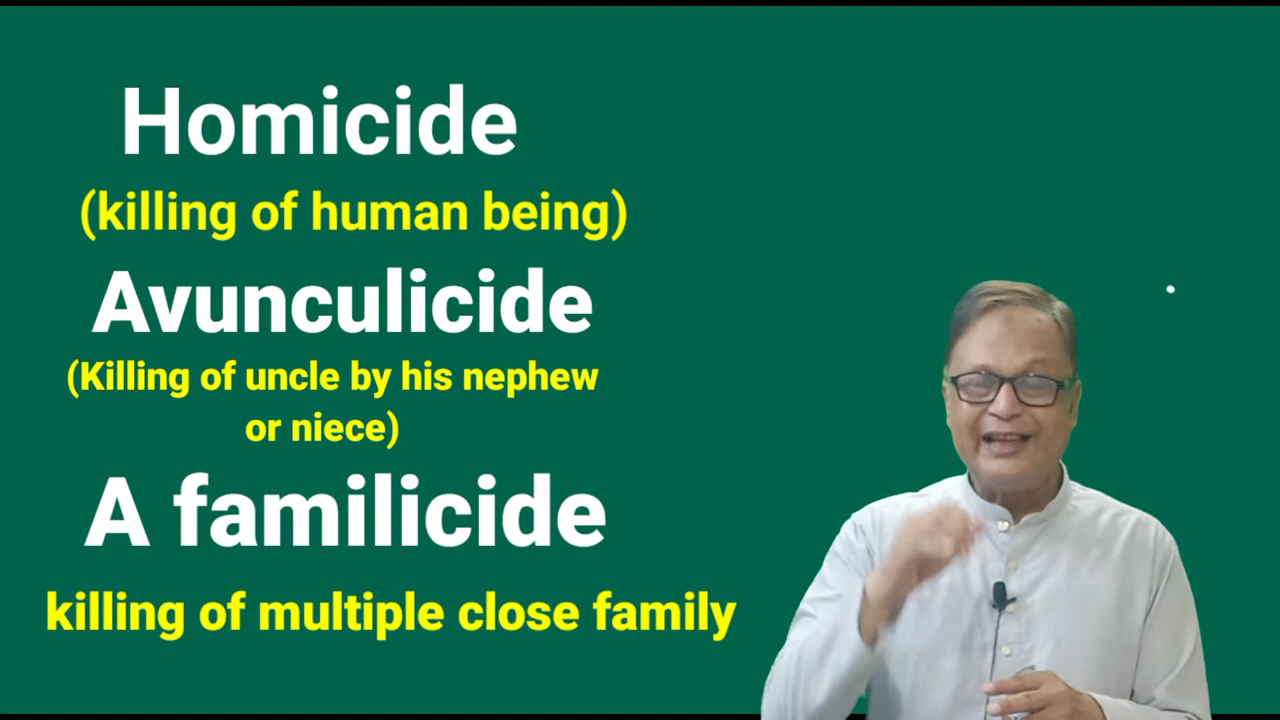 Homicide
(killing of human being)
Avunculicide
(Killing of uncle by his nephew
or niece)
A familicide
killing of multiple close family